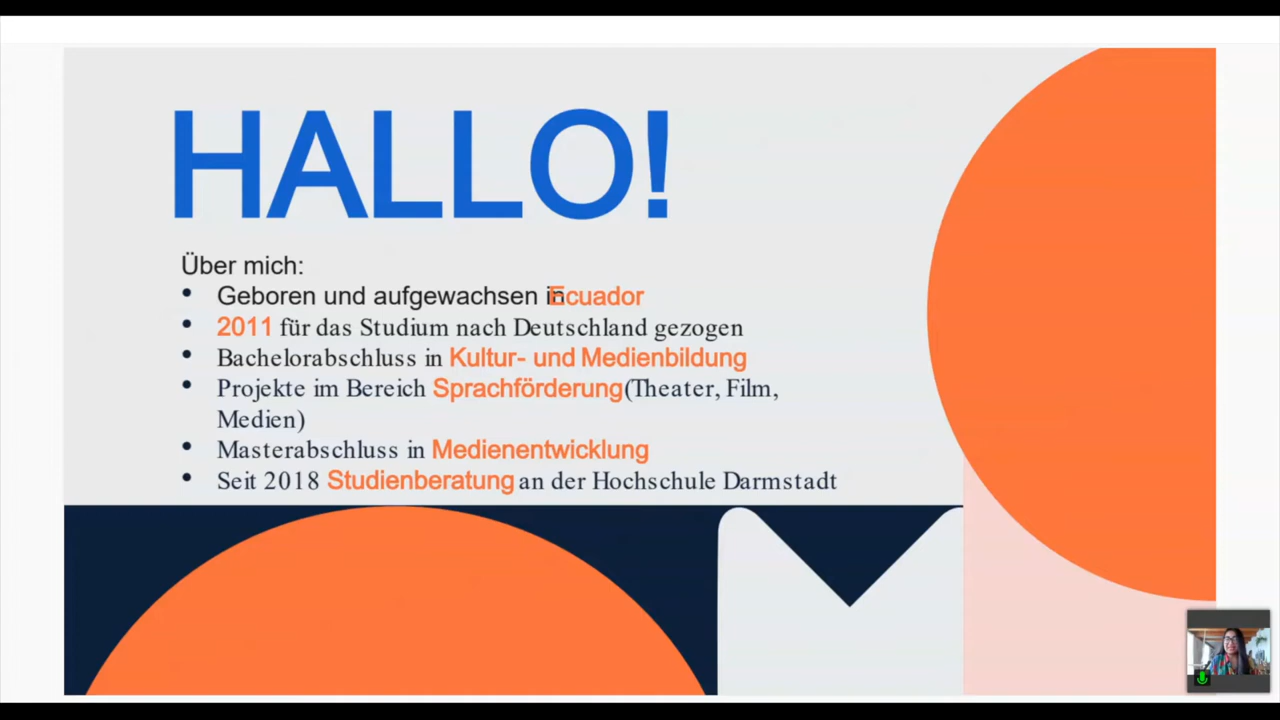 HALLO!
Über mich:
• Geboren und aufgewachsen in Ecuador
• 2011 für das Studium nach Deutschland gezogen
• Bachelorabschluss in Kultur- und Medienbildung
• Projekte im Bereich Sprachförderung (Theater, Film,
Medien)
• Masterabschluss in Medienentwicklung
• Seit 2018 Studienberatung an der Hochschule Darmstadt